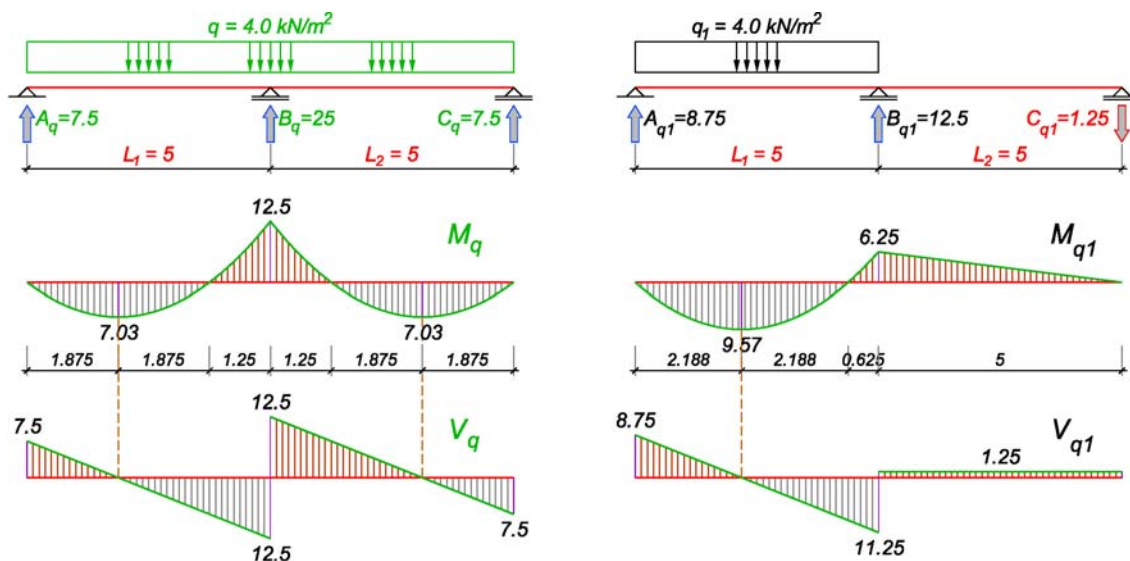 q = 4.0 kN/m²
A_q=7.5
B_q=25
C_q=7.5
L₁ = 5
L₂ = 5
12.5
M_q
7.03
7.03
1.875
1.875
1.25
1.25
1.875
1.875
7.5
12.5
V_q
12.5
7.5
q₁ = 4.0 kN/m²
A_q1=8.75
B_q1=12.5
C_q1=1.25
L₁ = 5
L₂ = 5
6.25
M_q1
9.57
2.188
2.188
0.625
5
8.75
1.25
V_q1
11.25